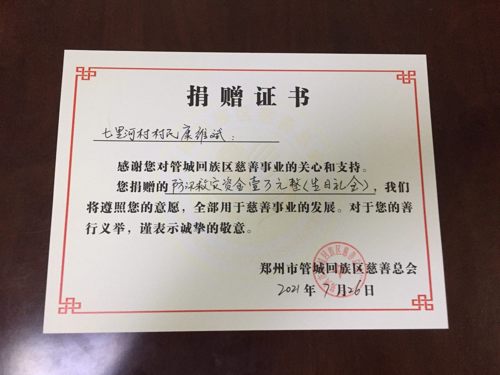 捐赠证书
七里河村村民康维斌：
感谢您对管城回族区慈善事业的关心和支持。
您捐赠的防汛救灾资金壹万元整(生日礼金)，我们
将遵照您的意愿，全部用于慈善事业的发展。对于您的善
行义举，谨表示诚挚的敬意。
郑州市管城回族区慈善总会
2021年7月26日